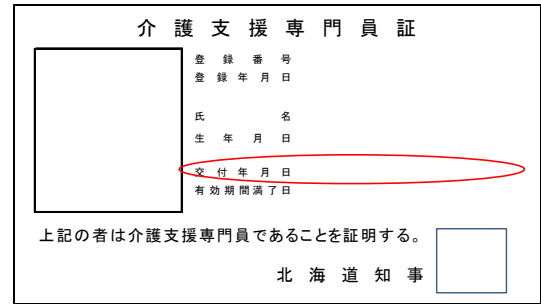 介護支援専門員証
登録番号
登録年月日
氏名
生年月日
交付年月日
有効期間満了日
上記の者は介護支援専門員であることを証明する。
北海道知事